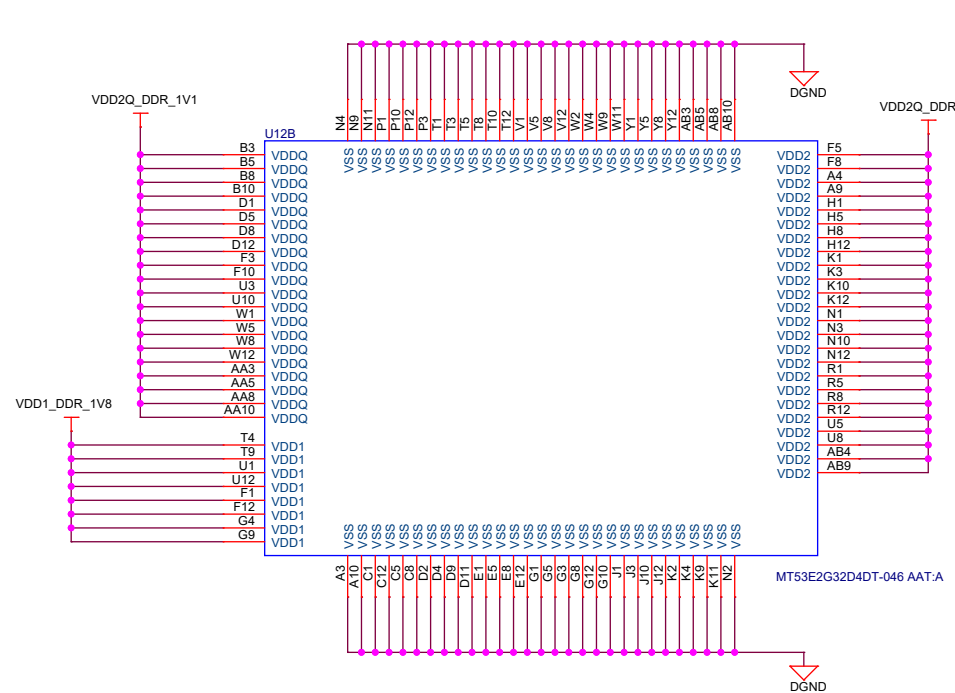 DGND
VDD2Q_DDR_1V1
VDD2Q_DDR
N4 N9 N11 P1 P10 P12 P3 T1 T3 T5 T8 T10 T12 V1 V5 V8 V12 W2 W4 W9 W11 Y1 Y5 Y8 Y12 AB3 AB5 AB8 AB10
U12B
VSS VSS VSS VSS VSS VSS VSS VSS VSS VSS VSS VSS VSS VSS VSS VSS VSS VSS VSS VSS VSS VSS VSS VSS VSS VSS VSS VSS VSS
B3 VDDQ
B5 VDDQ
B8 VDDQ
B10 VDDQ
D1 VDDQ
D5 VDDQ
D8 VDDQ
D12 VDDQ
F3 VDDQ
F10 VDDQ
U3 VDDQ
U10 VDDQ
W1 VDDQ
W5 VDDQ
W8 VDDQ
W12 VDDQ
AA3 VDDQ
AA5 VDDQ
AA8 VDDQ
AA10 VDDQ
VDD1_DDR_1V8
T4 VDD1
T9 VDD1
U1 VDD1
U12 VDD1
F1 VDD1
F12 VDD1
G4 VDD1
G9 VDD1
VDD2 F5
VDD2 F8
VDD2 A4
VDD2 A9
VDD2 H1
VDD2 H5
VDD2 H8
VDD2 H12
VDD2 K1
VDD2 K3
VDD2 K10
VDD2 K12
VDD2 N1
VDD2 N3
VDD2 N10
VDD2 N12
VDD2 R1
VDD2 R5
VDD2 R8
VDD2 R12
VDD2 U5
VDD2 U8
VDD2 AB4
VDD2 AB9
VSS VSS VSS VSS VSS VSS VSS VSS VSS VSS VSS VSS VSS VSS VSS VSS VSS VSS VSS VSS VSS VSS VSS VSS VSS VSS VSS VSS VSS
A3 A10 C1 C12 C5 C8 D2 D4 D9 D11 E1 E5 E8 E12 G1 G5 G3 G8 G12 G10 J1 J3 J10 J12 K2 K4 K9 K11 N2
MT53E2G32D4DT-046 AAT:A
DGND